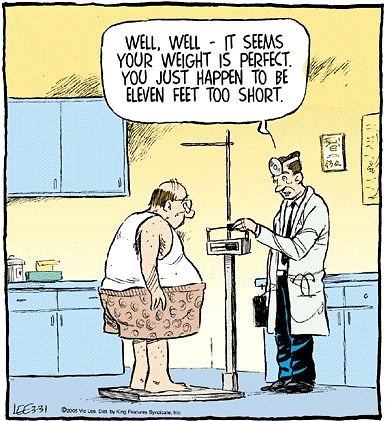 WELL, WELL - IT SEEMS
YOUR WEIGHT IS PERFECT.
YOU JUST HAPPEN TO BE
ELEVEN FEET TOO SHORT.
LEE 3-31
©2005 Vic Lee. Dist. by King Features Syndicate, Inc.